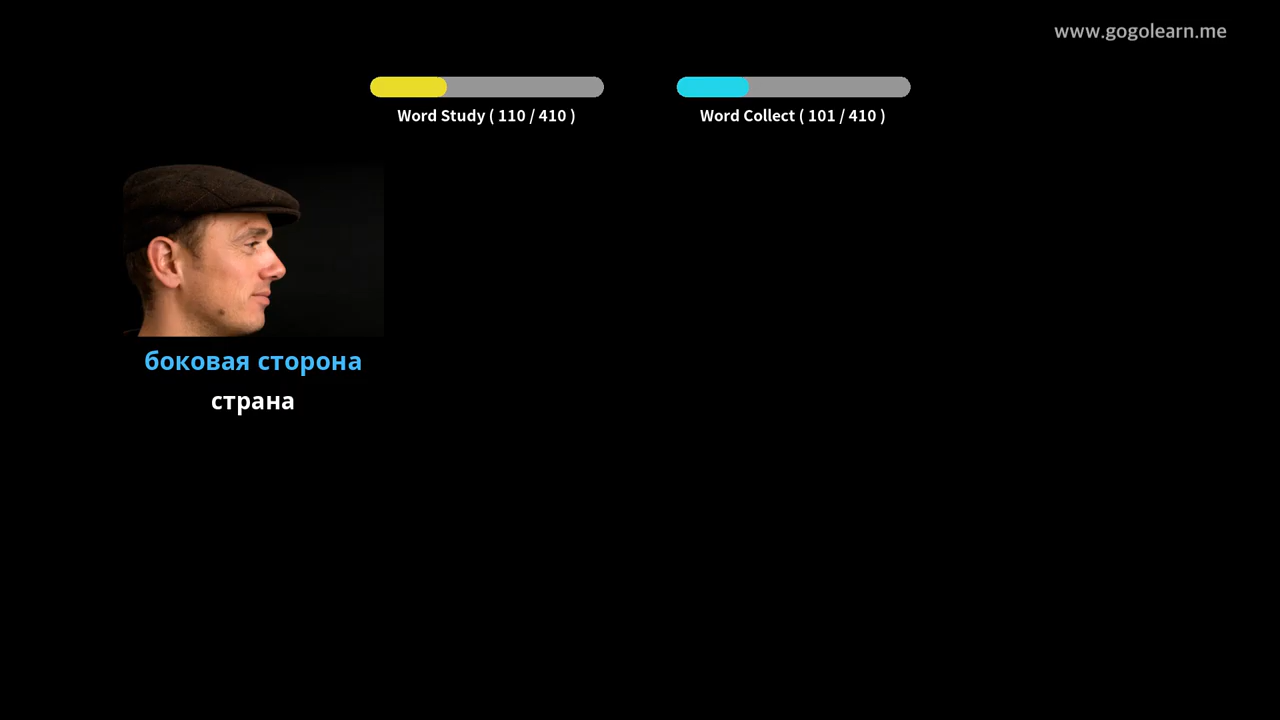 www.gogolearn.me
Word Study ( 110 / 410 )
Word Collect ( 101 / 410 )
боковая сторона
страна